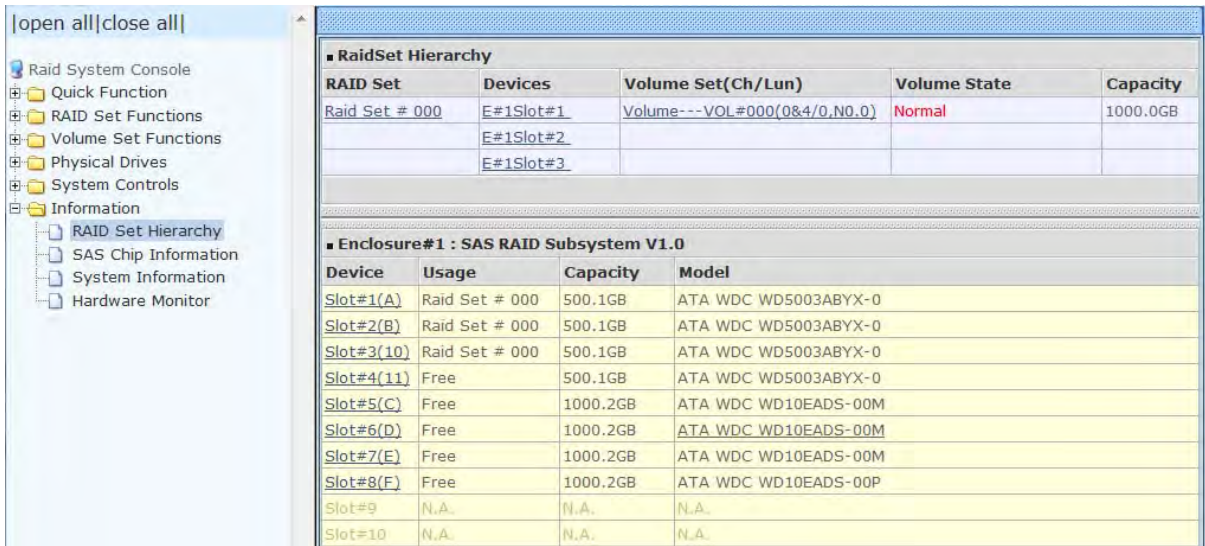 |open all|close all|
Raid System Console
Quick Function
RAID Set Functions
Volume Set Functions
Physical Drives
System Controls
Information
RAID Set Hierarchy
SAS Chip Information
System Information
Hardware Monitor
RaidSet Hierarchy
RAID Set Devices Volume Set(Ch/Lun) Volume State Capacity
Raid Set # 000 E#1Slot#1 Volume---VOL#000(0&4/0,N0.0) Normal 1000.0GB
E#1Slot#2
E#1Slot#3
Enclosure#1 : SAS RAID Subsystem V1.0
Device Usage Capacity Model
Slot#1(A) Raid Set # 000 500.1GB ATA WDC WD5003ABYX-0
Slot#2(B) Raid Set # 000 500.1GB ATA WDC WD5003ABYX-0
Slot#3(10) Raid Set # 000 500.1GB ATA WDC WD5003ABYX-0
Slot#4(11) Free 500.1GB ATA WDC WD5003ABYX-0
Slot#5(C) Free 1000.2GB ATA WDC WD10EADS-00M
Slot#6(D) Free 1000.2GB ATA WDC WD10EADS-00M
Slot#7(E) Free 1000.2GB ATA WDC WD10EADS-00M
Slot#8(F) Free 1000.2GB ATA WDC WD10EADS-00P
Slot#9 N.A. N.A. N.A.
Slot#10 N.A. N.A. N.A.